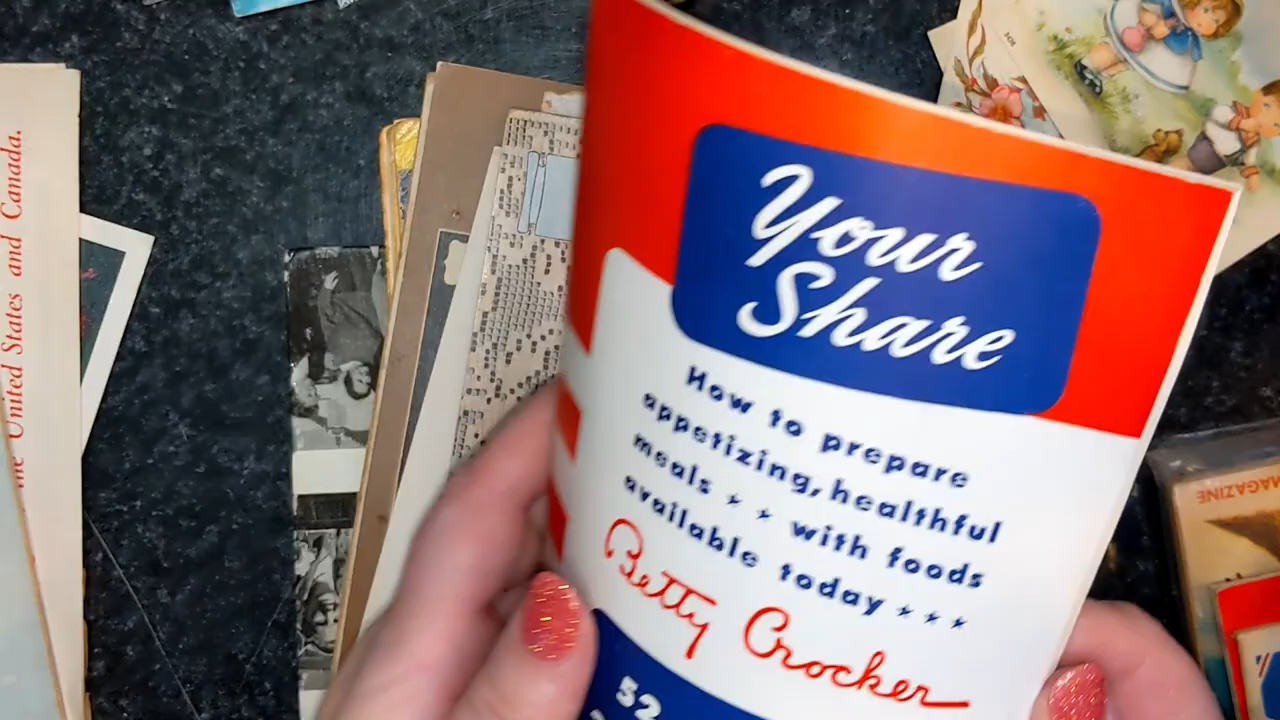 United States and Canada.
Your
Share
How to prepare
appetizing, healthful
meals * * with foods
available today * * *
Betty Crocker
52
MAGAZINE